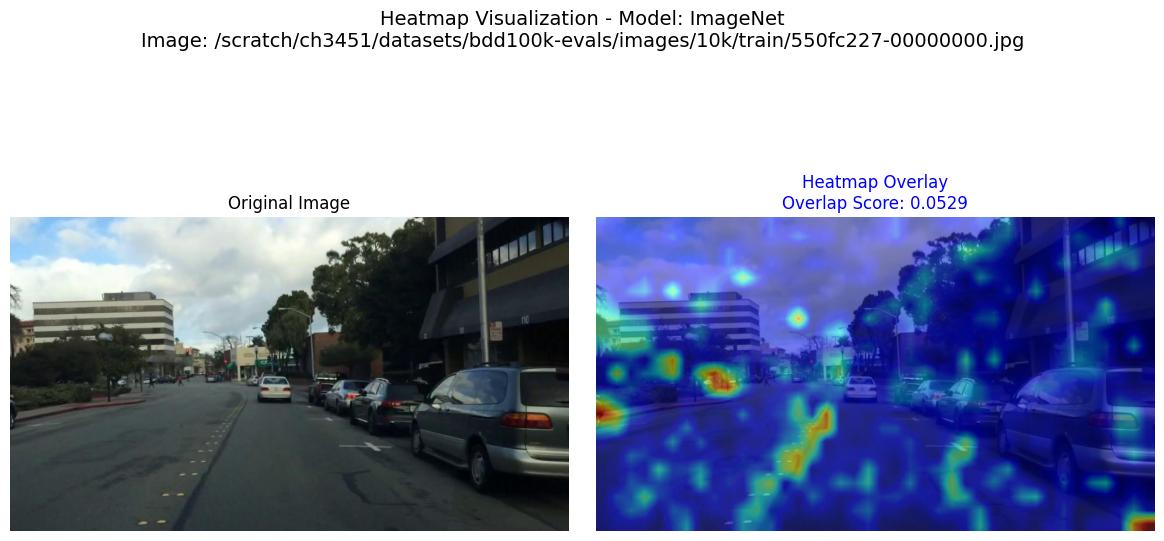 Heatmap Visualization - Model: ImageNet
Image: /scratch/ch3451/datasets/bdd100k-evals/images/10k/train/550fc227-00000000.jpg
Original Image
Heatmap Overlay
Overlap Score: 0.0529